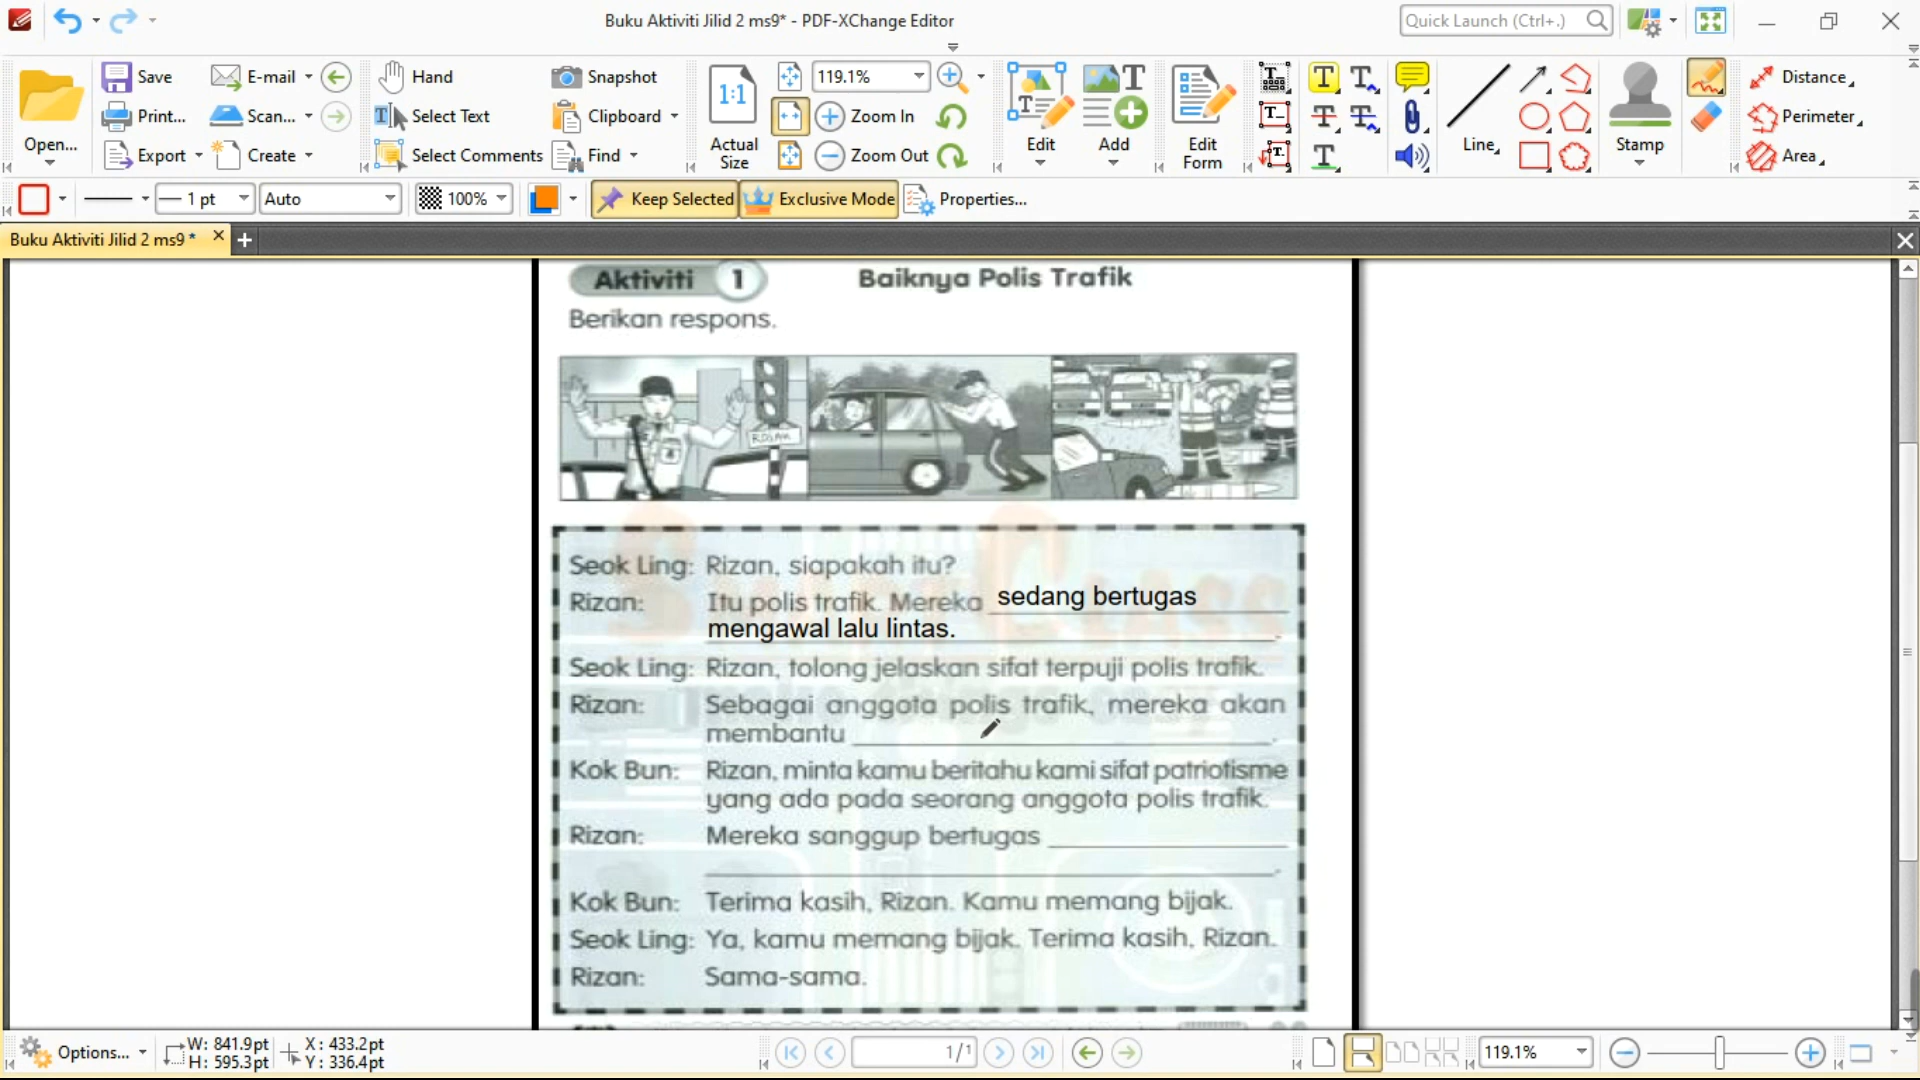 Buku Aktiviti Jilid 2 ms9* - PDF-XChange Editor
Quick Launch (Ctrl+.)
Open...
Save
Print...
Export
E-mail
Scan...
Create
Hand
Select Text
Select Comments
Snapshot
Clipboard
Find
1:1
Actual
Size
119.1%
Zoom In
Zoom Out
Edit
Add
Edit
Form
Line
Stamp
Distance
Perimeter
Area
1 pt
Auto
100%
Keep Selected
Exclusive Mode
Properties...
Buku Aktiviti Jilid 2 ms9 *
Aktiviti 1 Baiknya Polis Trafik
Berikan respons.
ROSAK
Seok Ling: Rizan, siapakah itu?
Rizan: Itu polis trafik. Mereka sedang bertugas
mengawal lalu lintas.
Seok Ling: Rizan, tolong jelaskan sifat terpuji polis trafik.
Rizan: Sebagai anggota polis trafik, mereka akan
membantu
Kok Bun: Rizan, minta kamu beritahu kami sifat patriotisme
yang ada pada seorang anggota polis trafik.
Rizan: Mereka sanggup bertugas
Kok Bun: Terima kasih, Rizan. Kamu memang bijak.
Seok Ling: Ya, kamu memang bijak. Terima kasih, Rizan.
Rizan: Sama-sama.
Options...
W: 841.9pt
H: 595.3pt
X: 433.2pt
Y: 336.4pt
1/1
119.1%